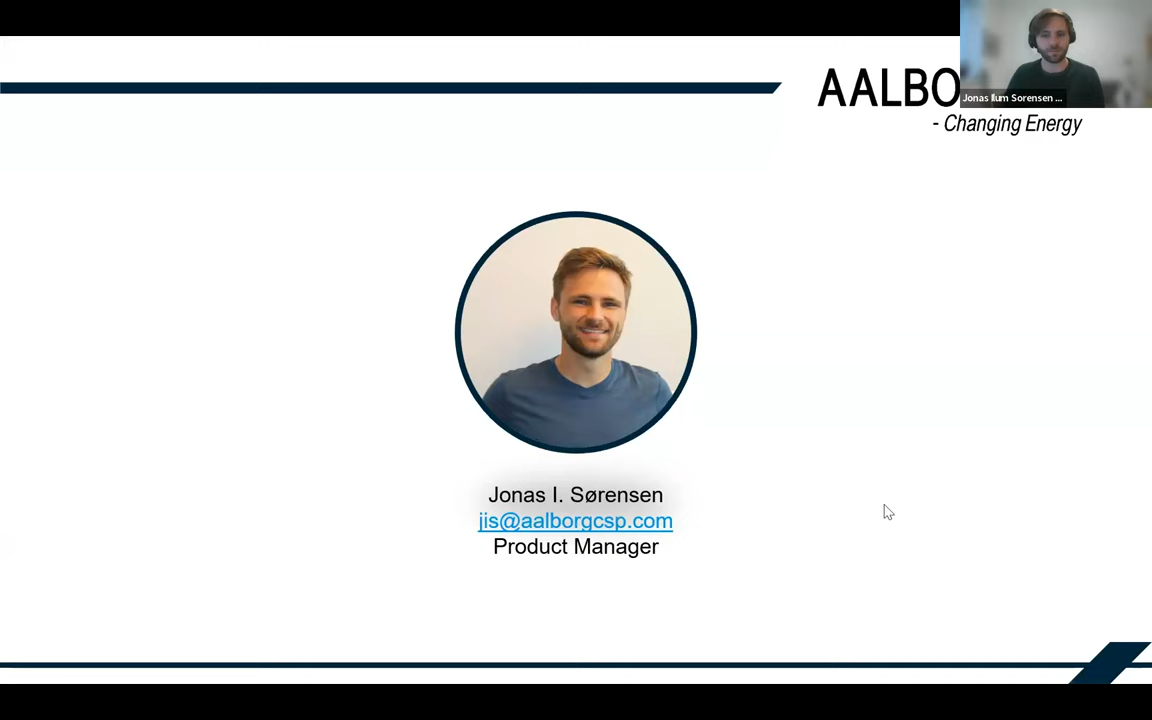 AALBO
- Changing Energy
Jonas Ilum Sorensen ...
Jonas I. Sørensen
jis@aalborgcsp.com
Product Manager